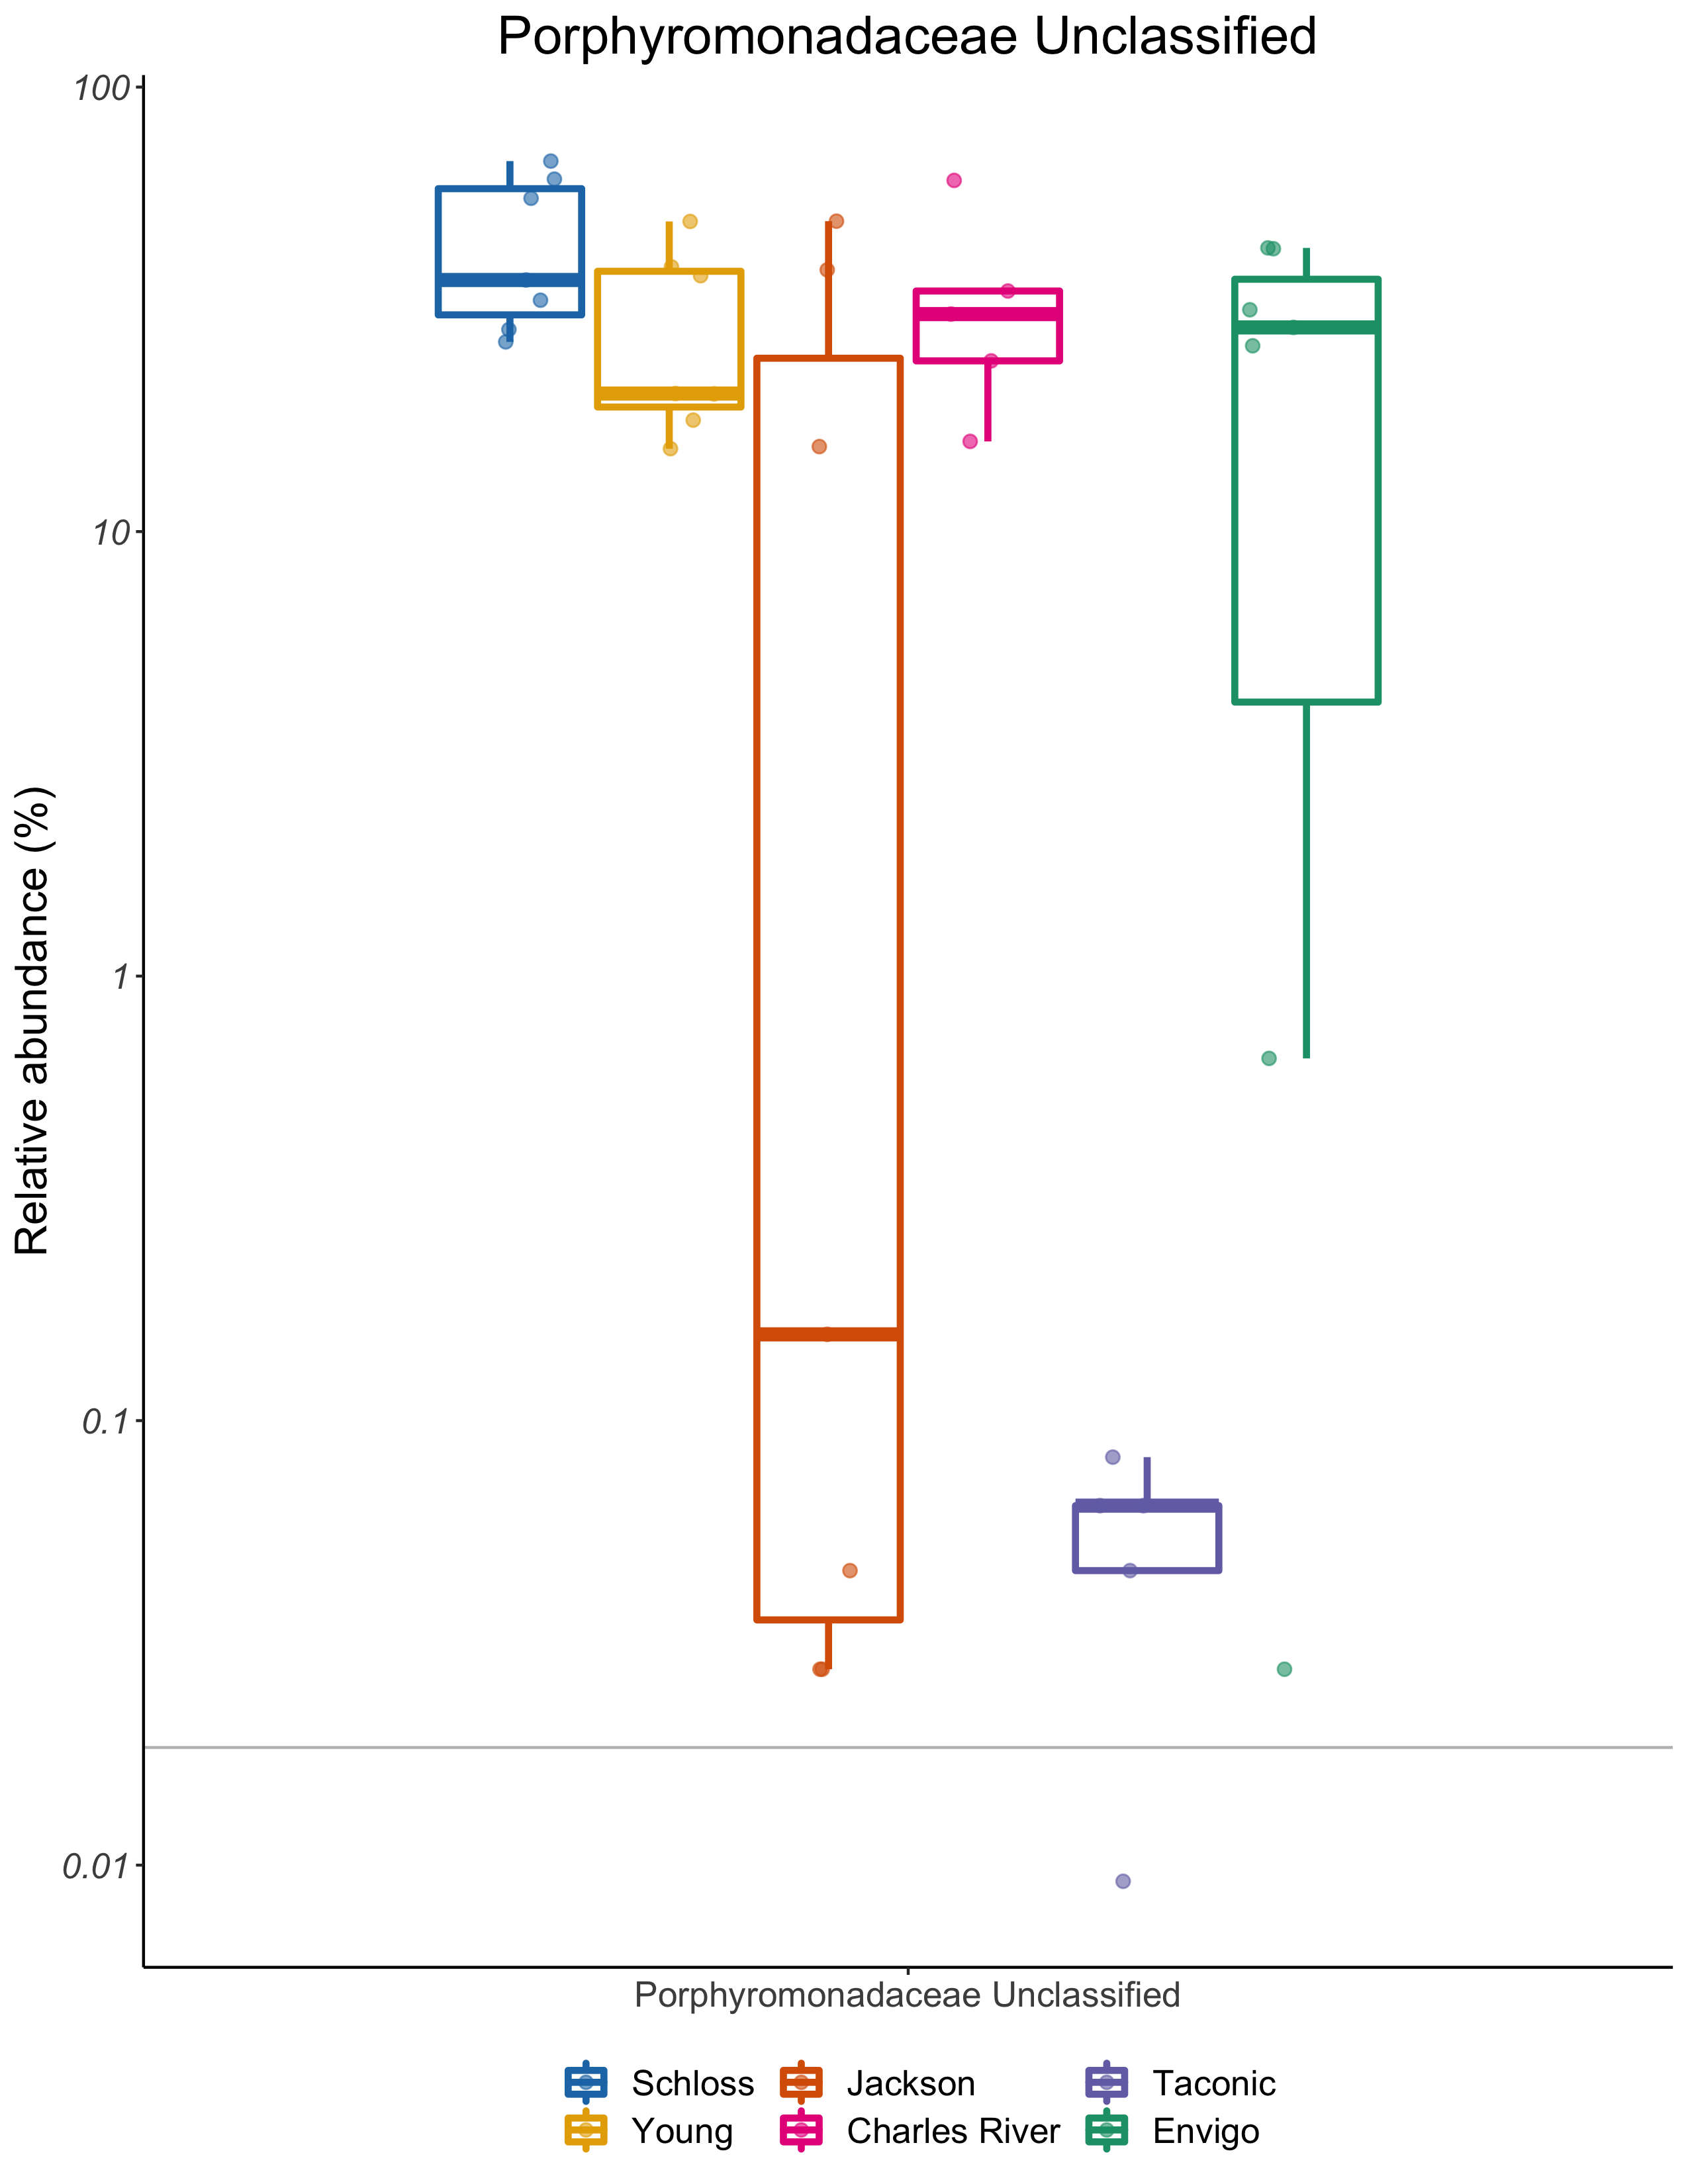 Porphyromonadaceae Unclassified
100
10
1
0.1
0.01
Relative abundance (%)
Porphyromonadaceae Unclassified
Schloss
Jackson
Taconic
Young
Charles River
Envigo